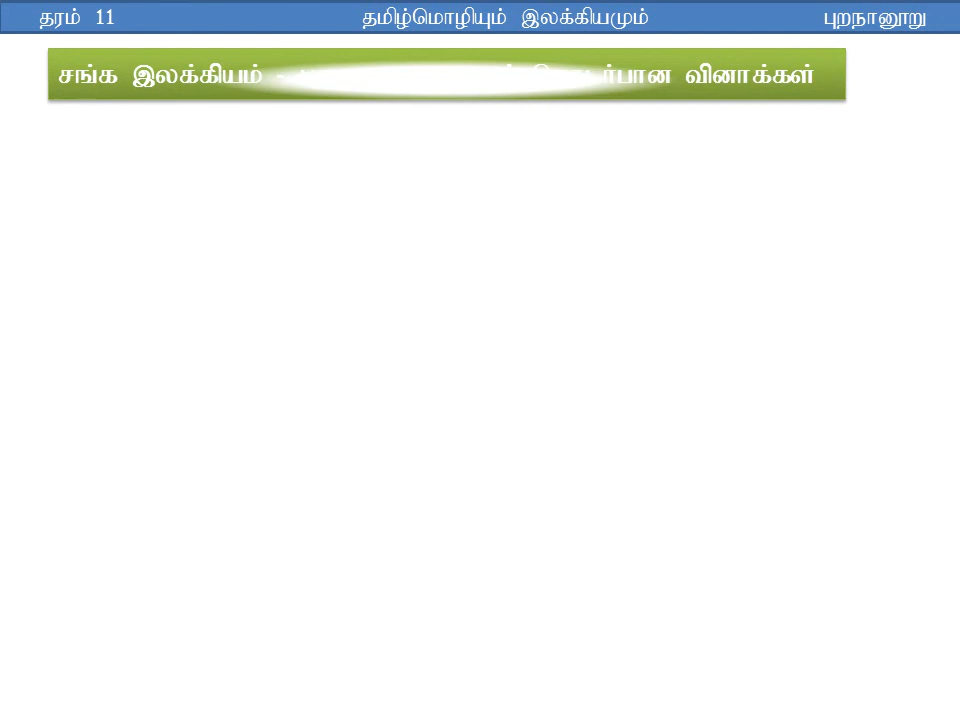 தரம் 11 தமிழ்மொழியும் இலக்கியமும் புறநானூறு
சங்க இலக்கியம் - வினாக்கள்